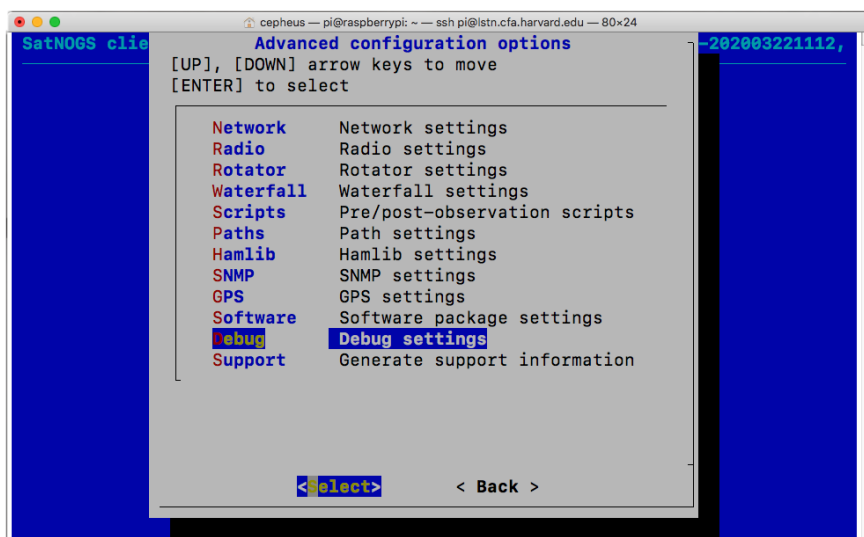 cepheus — pi@raspberrypi: ~ — ssh pi@lstn.cfa.harvard.edu — 80×24
SatNOGS clie Advanced configuration options -202003221112,
[UP], [DOWN] arrow keys to move
[ENTER] to select
Network Network settings
Radio Radio settings
Rotator Rotator settings
Waterfall Waterfall settings
Scripts Pre/post-observation scripts
Paths Path settings
Hamlib Hamlib settings
SNMP SNMP settings
GPS GPS settings
Software Software package settings
Debug Debug settings
Support Generate support information
<Select> < Back >